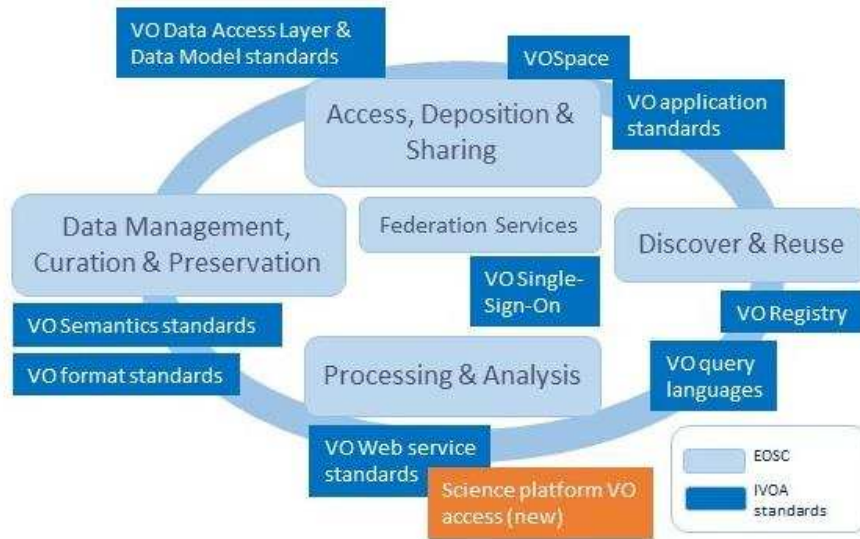 VO Data Access Layer &
Data Model standards
VOSpace
VO application
standards
Access, Deposition &
Sharing
Data Management,
Curation & Preservation
Federation Services
Discover & Reuse
VO Single-
Sign-On
VO Semantics standards
VO Registry
VO format standards
Processing & Analysis
VO query
languages
VO Web service
standards
Science platform VO
access (new)
EOSC
IVOA
standards